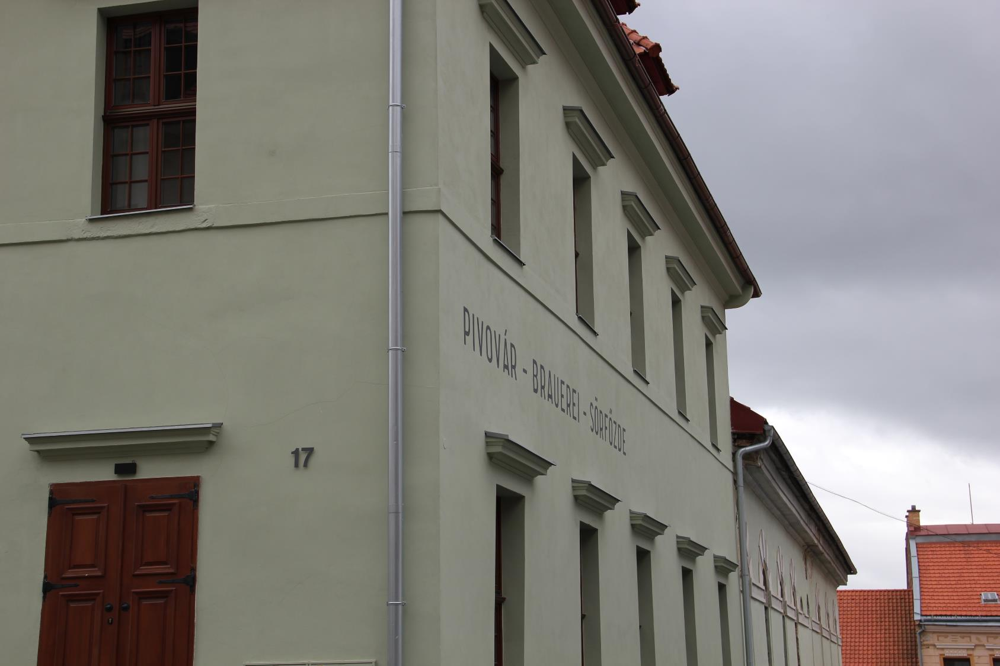 PIVOVÁR - BRAUEREI - SÖRFŐZDE
17